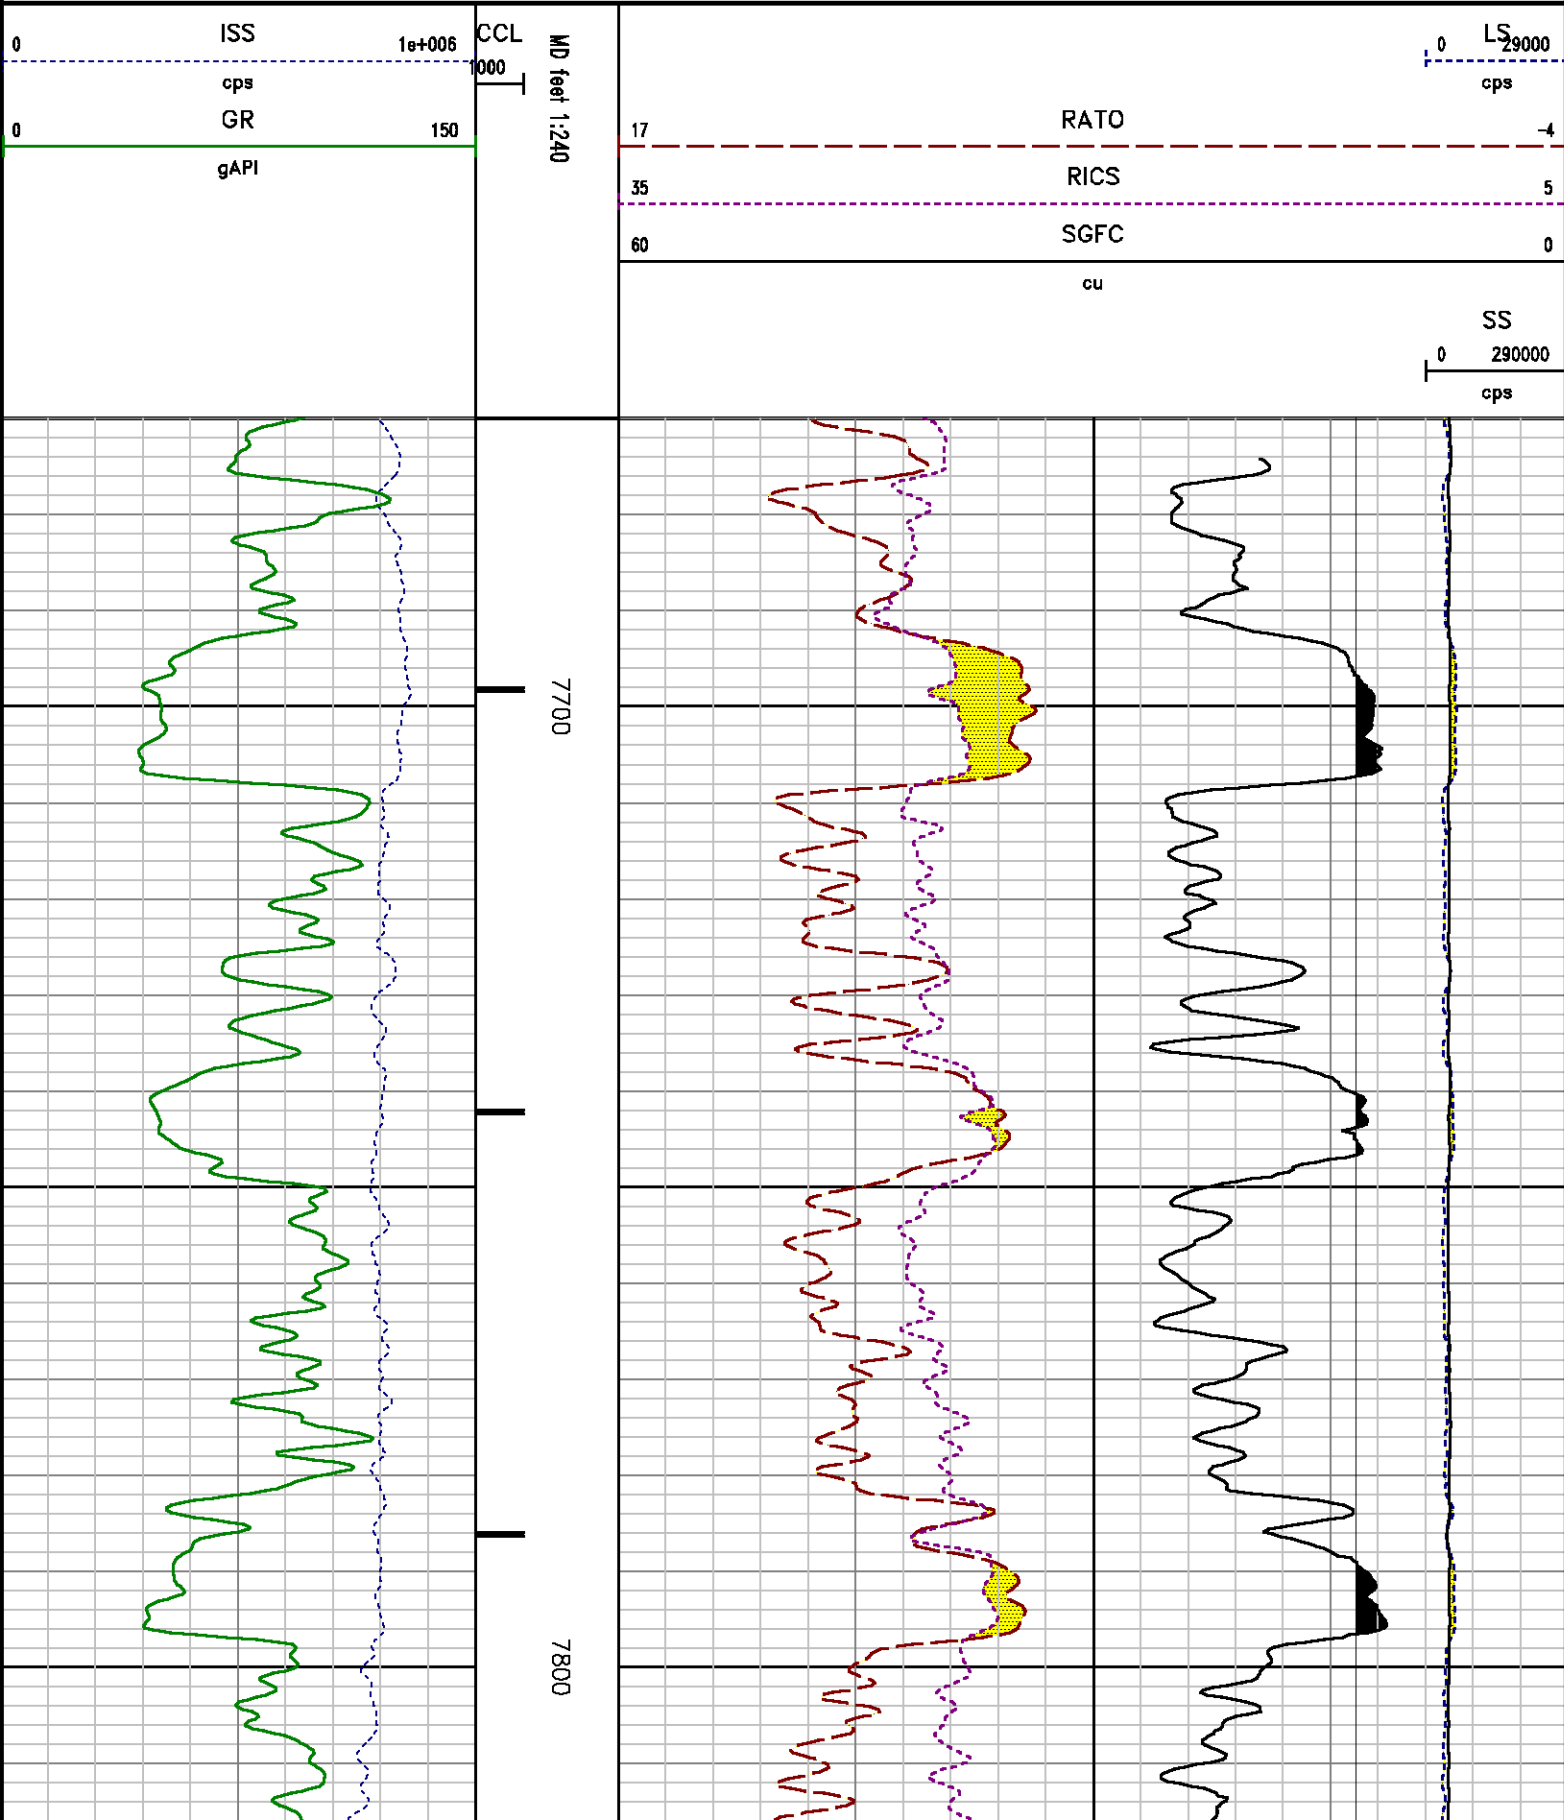 ISS
0 1e+006
cps
GR
0 150
gAPI
CCL
1000
MD feet 1:240
LS
0 29000
cps
RATO
17 -4
RICS
35 5
SGFC
60 0
cu
SS
0 290000
cps
7700
7800